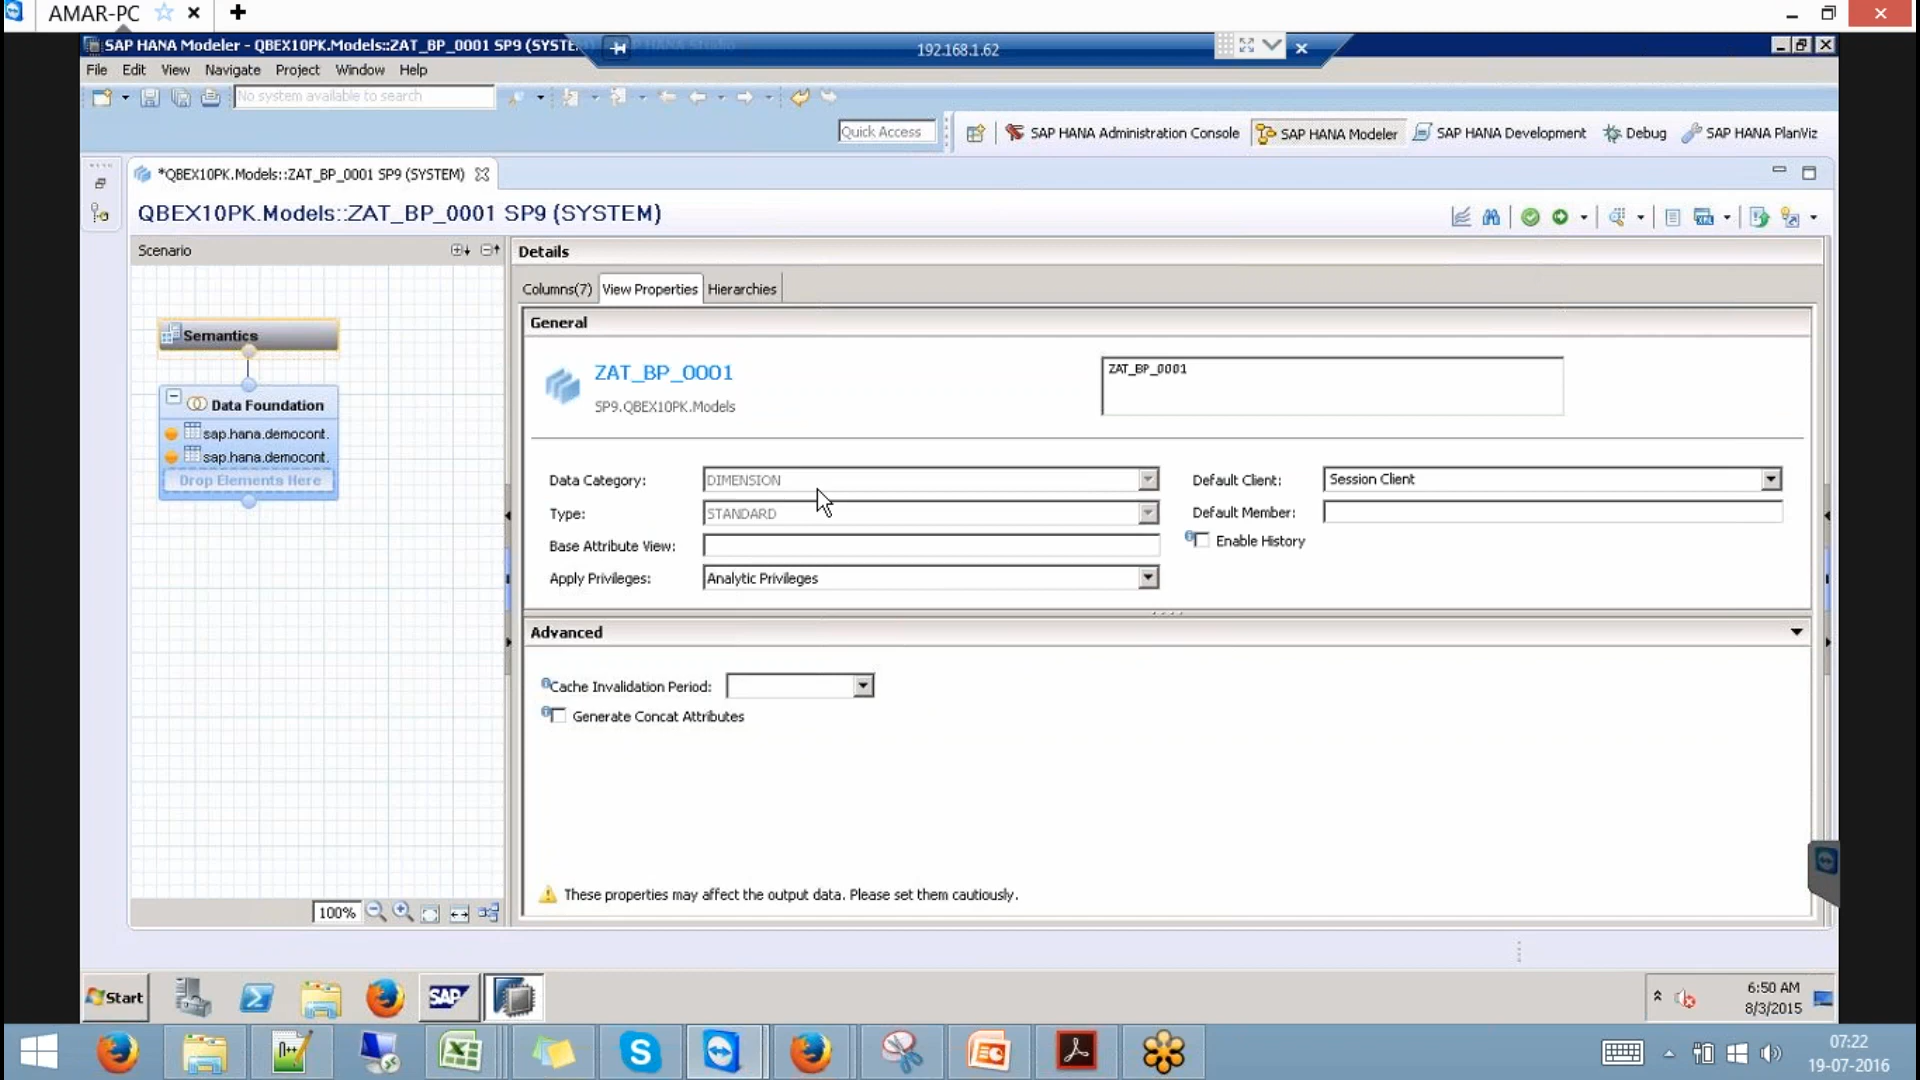 AMAR-PC
SAP HANA Modeler - QBEX10PK.Models::ZAT_BP_0001 SP9 (SYSTE
192.168.1.62
File Edit View Navigate Project Window Help
No system available to search
Quick Access
SAP HANA Administration Console
SAP HANA Modeler
SAP HANA Development
Debug
SAP HANA PlanViz
*QBEX10PK.Models::ZAT_BP_0001 SP9 (SYSTEM)
QBEX10PK.Models::ZAT_BP_0001 SP9 (SYSTEM)
Scenario
Details
Columns(7) View Properties Hierarchies
General
Semantics
ZAT_BP_0001
ZAT_BP_0001
SP9.QBEX10PK.Models
Data Foundation
sap.hana.democont.
sap.hana.democont.
Drop Elements Here
Data Category: DIMENSION
Default Client: Session Client
Type: STANDARD
Default Member:
Base Attribute View:
Enable History
Apply Privileges: Analytic Privileges
Advanced
Cache Invalidation Period:
Generate Concat Attributes
These properties may affect the output data. Please set them cautiously.
100%
Start
SAP
6:50 AM
8/3/2015
07:22
19-07-2016